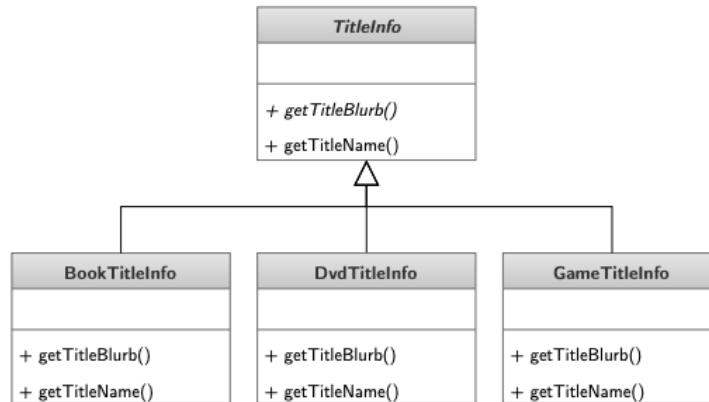 TitleInfo
+ getTitleBlurb()
+ getTitleName()
BookTitleInfo
+ getTitleBlurb()
+ getTitleName()
DvdTitleInfo
+ getTitleBlurb()
+ getTitleName()
GameTitleInfo
+ getTitleBlurb()
+ getTitleName()